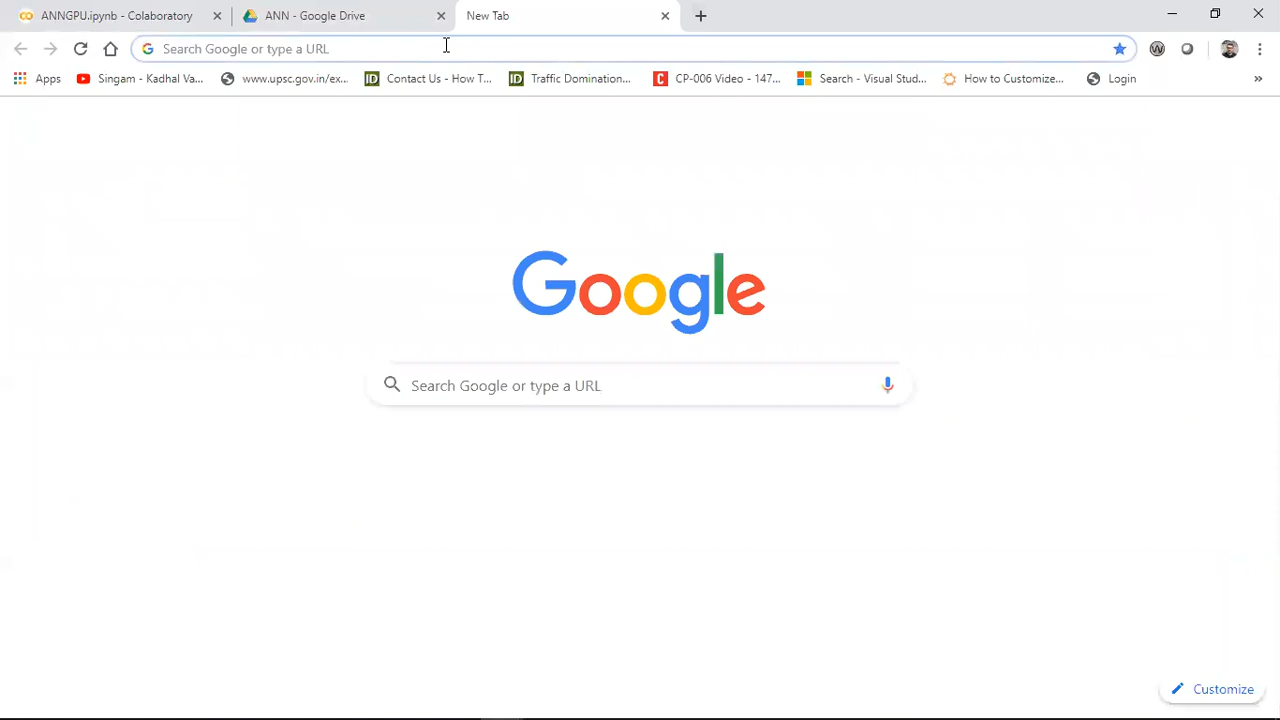 ANNGPU.ipynb - Colaboratory
ANN - Google Drive
New Tab
Search Google or type a URL
Apps
Singam - Kadhal Va...
www.upsc.gov.in/ex...
ID
Contact Us - How T...
ID
Traffic Domination...
C
CP-006 Video - 147...
Search - Visual Stud...
How to Customize...
Login
»
Google
Search Google or type a URL
Customize